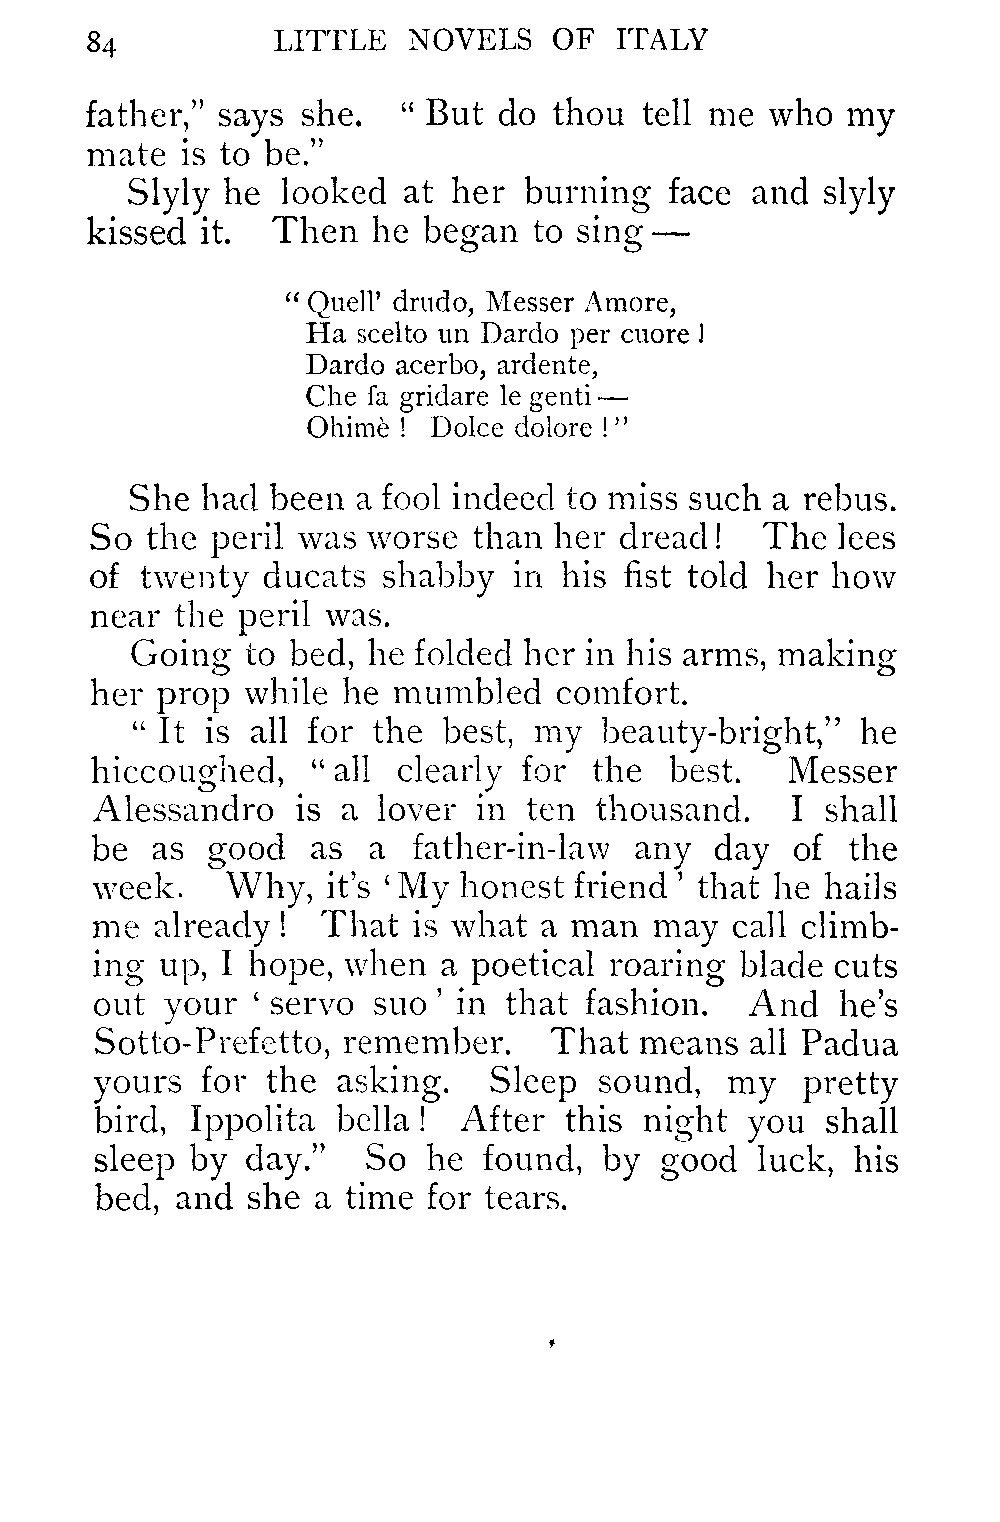 84 LITTLE NOVELS OF ITALY
father," says she. "But do thou tell me who my
mate is to be."
Slyly he looked at her burning face and slyly
kissed it. Then he began to sing—
"Quell' drudo, Messer Amore,
Ha scelto un Dardo per cuore!
Dardo acerbo, ardente,
Che fa gridare le genti—
Ohimè! Dolce dolore!"
She had been a fool indeed to miss such a rebus.
So the peril was worse than her dread! The lees
of twenty ducats shabby in his fist told her how
near the peril was.
Going to bed, he folded her in his arms, making
her prop while he mumbled comfort.
"It is all for the best, my beauty-bright," he
hiccoughed, "all clearly for the best. Messer
Alessandro is a lover in ten thousand. I shall
be as good as a father-in-law any day of the
week. Why, it's 'My honest friend' that he hails
me already! That is what a man may call climb-
ing up, I hope, when a poetical roaring blade cuts
out your 'servo suo' in that fashion. And he's
Sotto-Prefetto, remember. That means all Padua
yours for the asking. Sleep sound, my pretty
bird, Ippolita bella! After this night you shall
sleep by day." So he found, by good luck, his
bed, and she a time for tears.